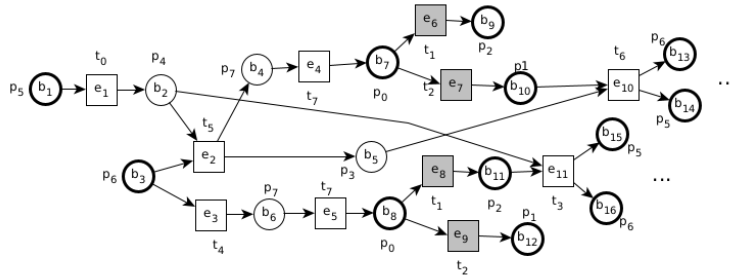 e₆ b₉
t₀ p₄ p₇ b₄ e₄ b₇ t₁ p₂ t₆ p₆ b₁₃
p₅ b₁ e₁ b₂ t₇ p₀ t₂ e₇ b₁₀ p1 e₁₀ p₅ b₁₄ ..
t₅ e₂ p₃ b₅ b₁₅ p₅
p₆ b₃ e₈ b₁₁ e₁₁ ...
p₇ t₇ t₁ p₂ t₃ b₁₆ p₆
e₃ b₆ e₅ b₈ p₁
t₄ p₀ e₉ b₁₂
t₂